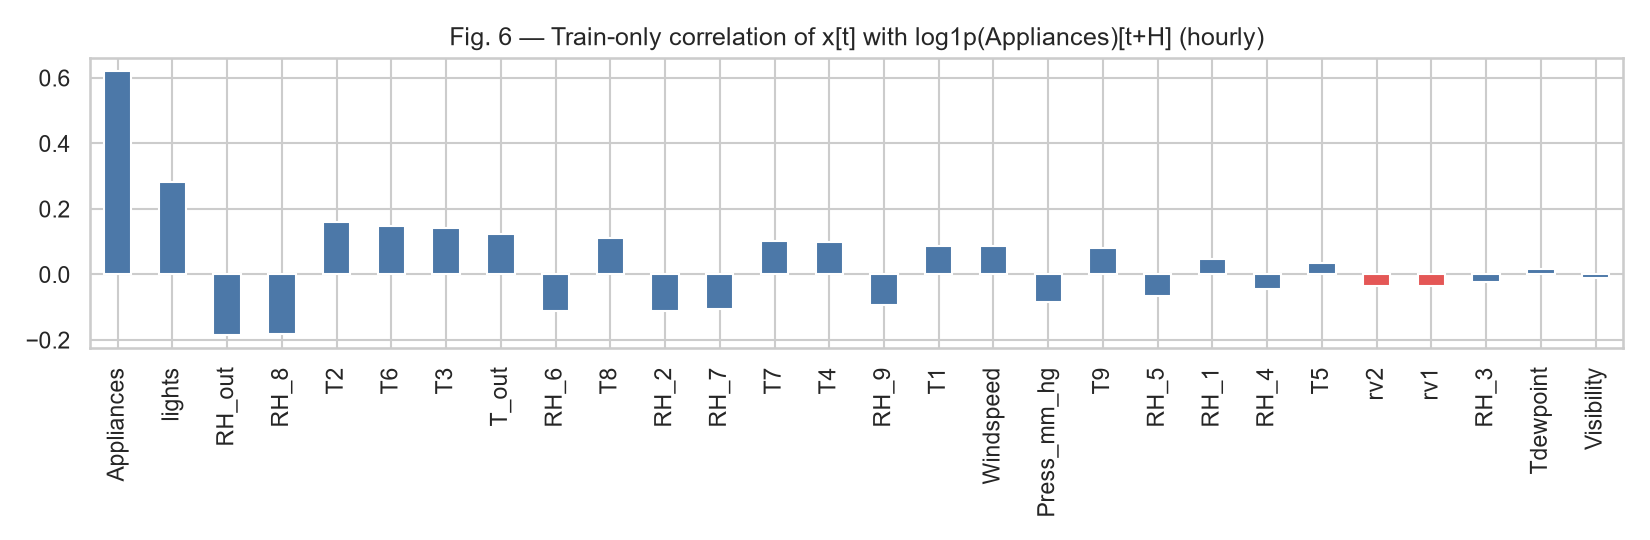 Fig. 6 — Train-only correlation of x[t] with log1p(Appliances)[t+H] (hourly)
0.6
0.4
0.2
0.0
−0.2
Appliances
lights
RH_out
RH_8
T2
T6
T3
T_out
RH_6
T8
RH_2
RH_7
T7
T4
RH_9
T1
Windspeed
Press_mm_hg
T9
RH_5
RH_1
RH_4
T5
rv2
rv1
RH_3
Tdewpoint
Visibility